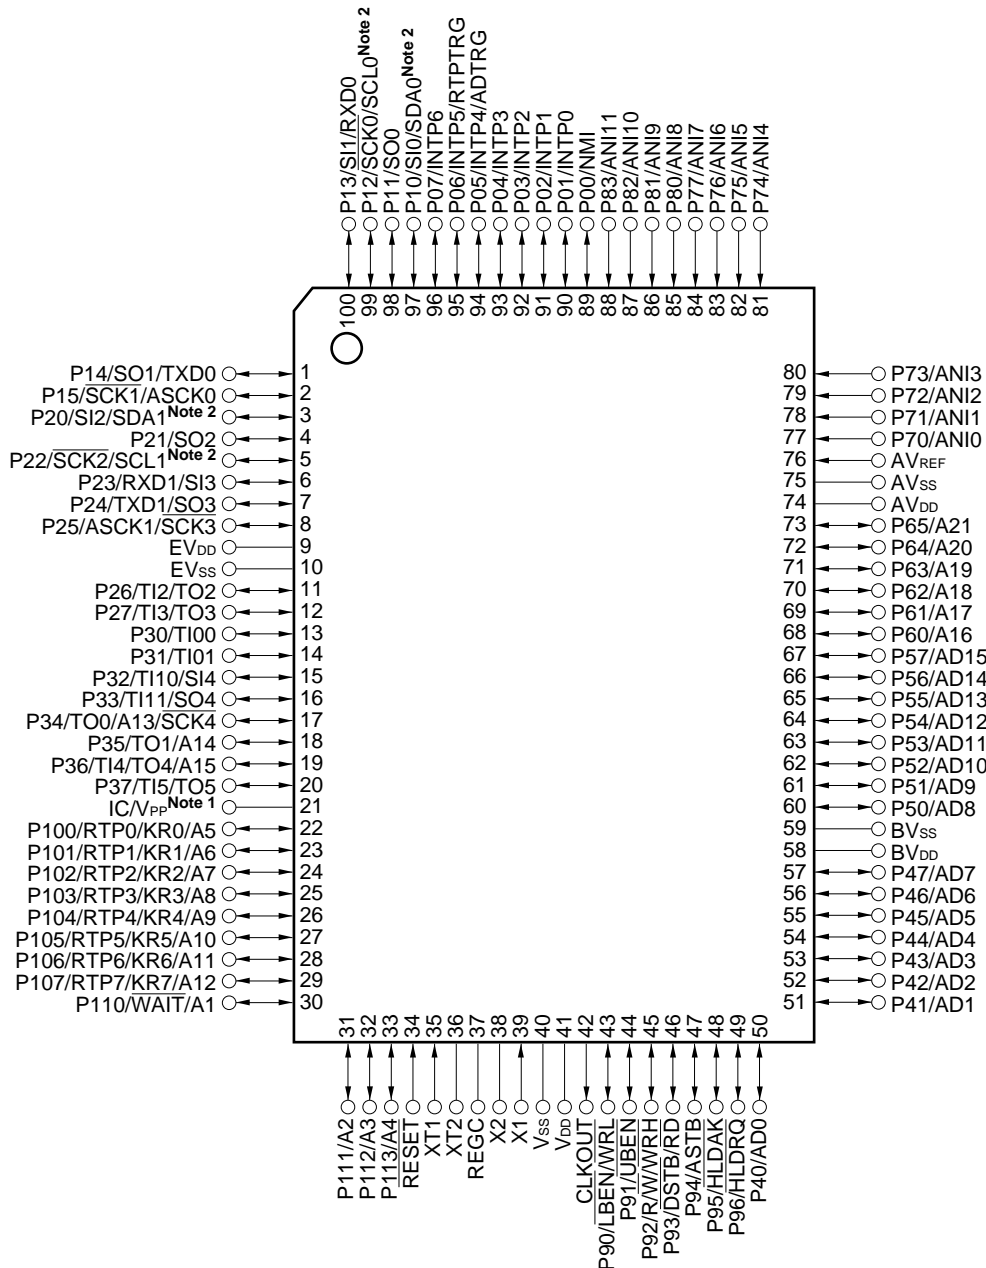 P13/SI1/RXD0
P12/SCK0/SCL0Note 2
P11/SO0
P10/SI0/SDA0Note 2
P07/INTP6
P06/INTP5/RTPTRG
P05/INTP4/ADTRG
P04/INTP3
P03/INTP2
P02/INTP1
P01/INTP0
P00/NMI
P83/ANI11
P82/ANI10
P81/ANI9
P80/ANI8
P77/ANI7
P76/ANI6
P75/ANI5
P74/ANI4
100 99 98 97 96 95 94 93 92 91 90 89 88 87 86 85 84 83 82 81
P14/SO1/TXD0 1
P15/SCK1/ASCK0 2
P20/SI2/SDA1Note 2 3
P21/SO2 4
P22/SCK2/SCL1Note 2 5
P23/RXD1/SI3 6
P24/TXD1/SO3 7
P25/ASCK1/SCK3 8
EVDD 9
EVSS 10
P26/TI2/TO2 11
P27/TI3/TO3 12
P30/TI00 13
P31/TI01 14
P32/TI10/SI4 15
P33/TI11/SO4 16
P34/TO0/A13/SCK4 17
P35/TO1/A14 18
P36/TI4/TO4/A15 19
P37/TI5/TO5 20
IC/VPPNote 1 21
P100/RTP0/KR0/A5 22
P101/RTP1/KR1/A6 23
P102/RTP2/KR2/A7 24
P103/RTP3/KR3/A8 25
P104/RTP4/KR4/A9 26
P105/RTP5/KR5/A10 27
P106/RTP6/KR6/A11 28
P107/RTP7/KR7/A12 29
P110/WAIT/A1 30
80 P73/ANI3
79 P72/ANI2
78 P71/ANI1
77 P70/ANI0
76 AVREF
75 AVSS
74 AVDD
73 P65/A21
72 P64/A20
71 P63/A19
70 P62/A18
69 P61/A17
68 P60/A16
67 P57/AD15
66 P56/AD14
65 P55/AD13
64 P54/AD12
63 P53/AD11
62 P52/AD10
61 P51/AD9
60 P50/AD8
59 BVSS
58 BVDD
57 P47/AD7
56 P46/AD6
55 P45/AD5
54 P44/AD4
53 P43/AD3
52 P42/AD2
51 P41/AD1
31 32 33 34 35 36 37 38 39 40 41 42 43 44 45 46 47 48 49 50
P111/A2
P112/A3
P113/A4
RESET
XT1
XT2
REGC
X2
X1
VSS
VDD
CLKOUT
P90/LBEN/WRL
P91/UBEN
P92/R/W/WRH
P93/DSTB/RD
P94/ASTB
P95/HLDAK
P96/HLDRQ
P40/AD0